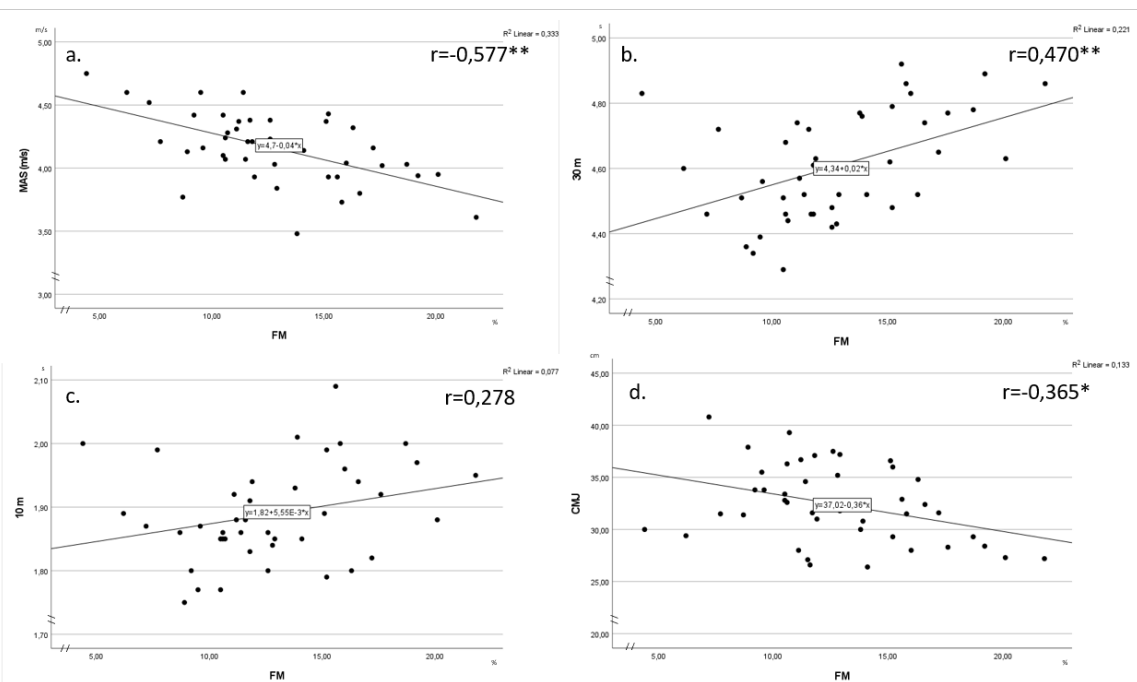 m/s
R² Linear = 0,333
a.
r=-0,577**
5,00
4,50
4,00
3,50
3,00
MAS (m/s)
y=4,7-0,04*x
5,00 10,00 15,00 20,00
%
FM
s
R² Linear = 0,221
b.
r=0,470**
5,00
4,80
4,60
4,40
4,20
30 m
y=4,34+0,02*x
5,00 10,00 15,00 20,00
%
FM
s
R² Linear = 0,077
c.
r=0,278
2,10
2,00
1,90
1,80
1,70
10 m
y=1,82+5,55E-3*x
5,00 10,00 15,00 20,00
%
FM
cm
R² Linear = 0,133
d.
r=-0,365*
45,00
40,00
35,00
30,00
25,00
20,00
CMJ
y=37,02-0,36*x
5,00 10,00 15,00 20,00
%
FM